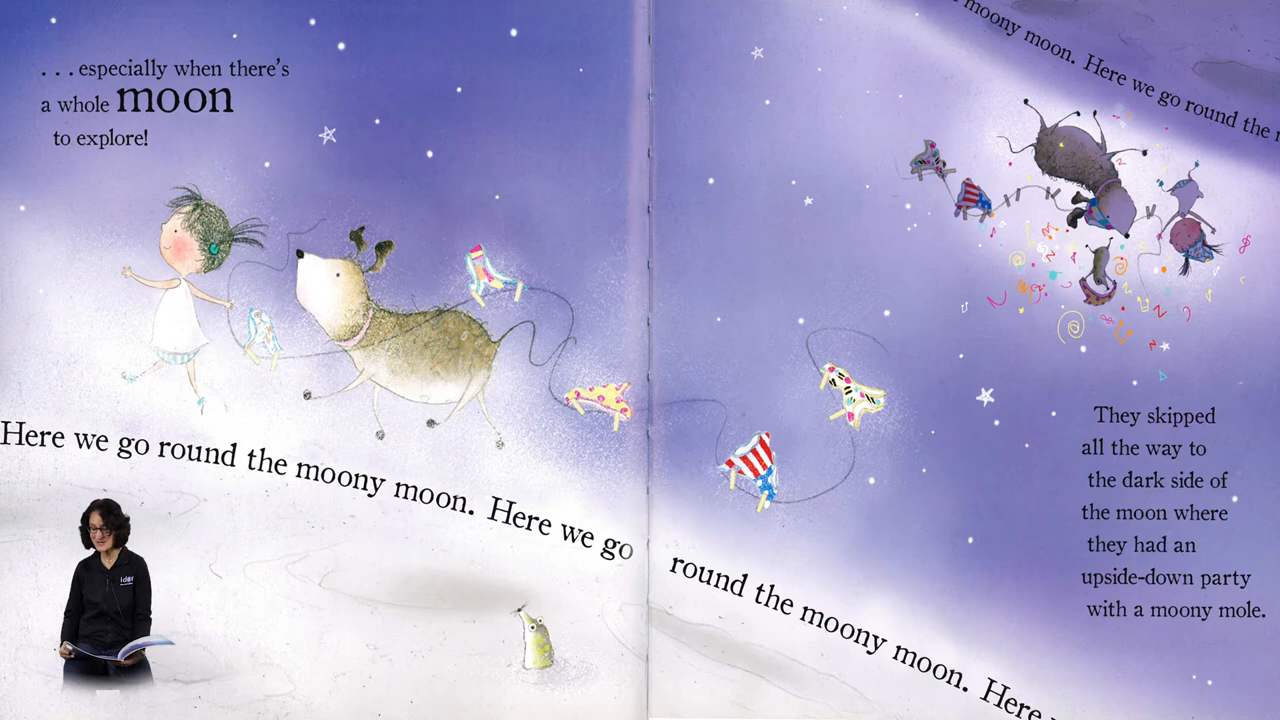 . . . especially when there's
a whole moon
to explore!
Here we go round the moony moon. Here we go
round the moony moon. Here
moony moon. Here we go round the
They skipped
all the way to
the dark side of
the moon where
they had an
upside-down party
with a moony mole.